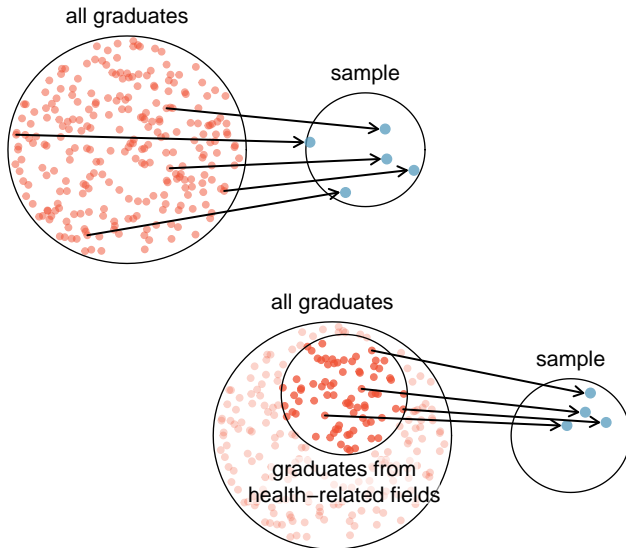 all graduates
sample
all graduates
sample
graduates from
health−related fields